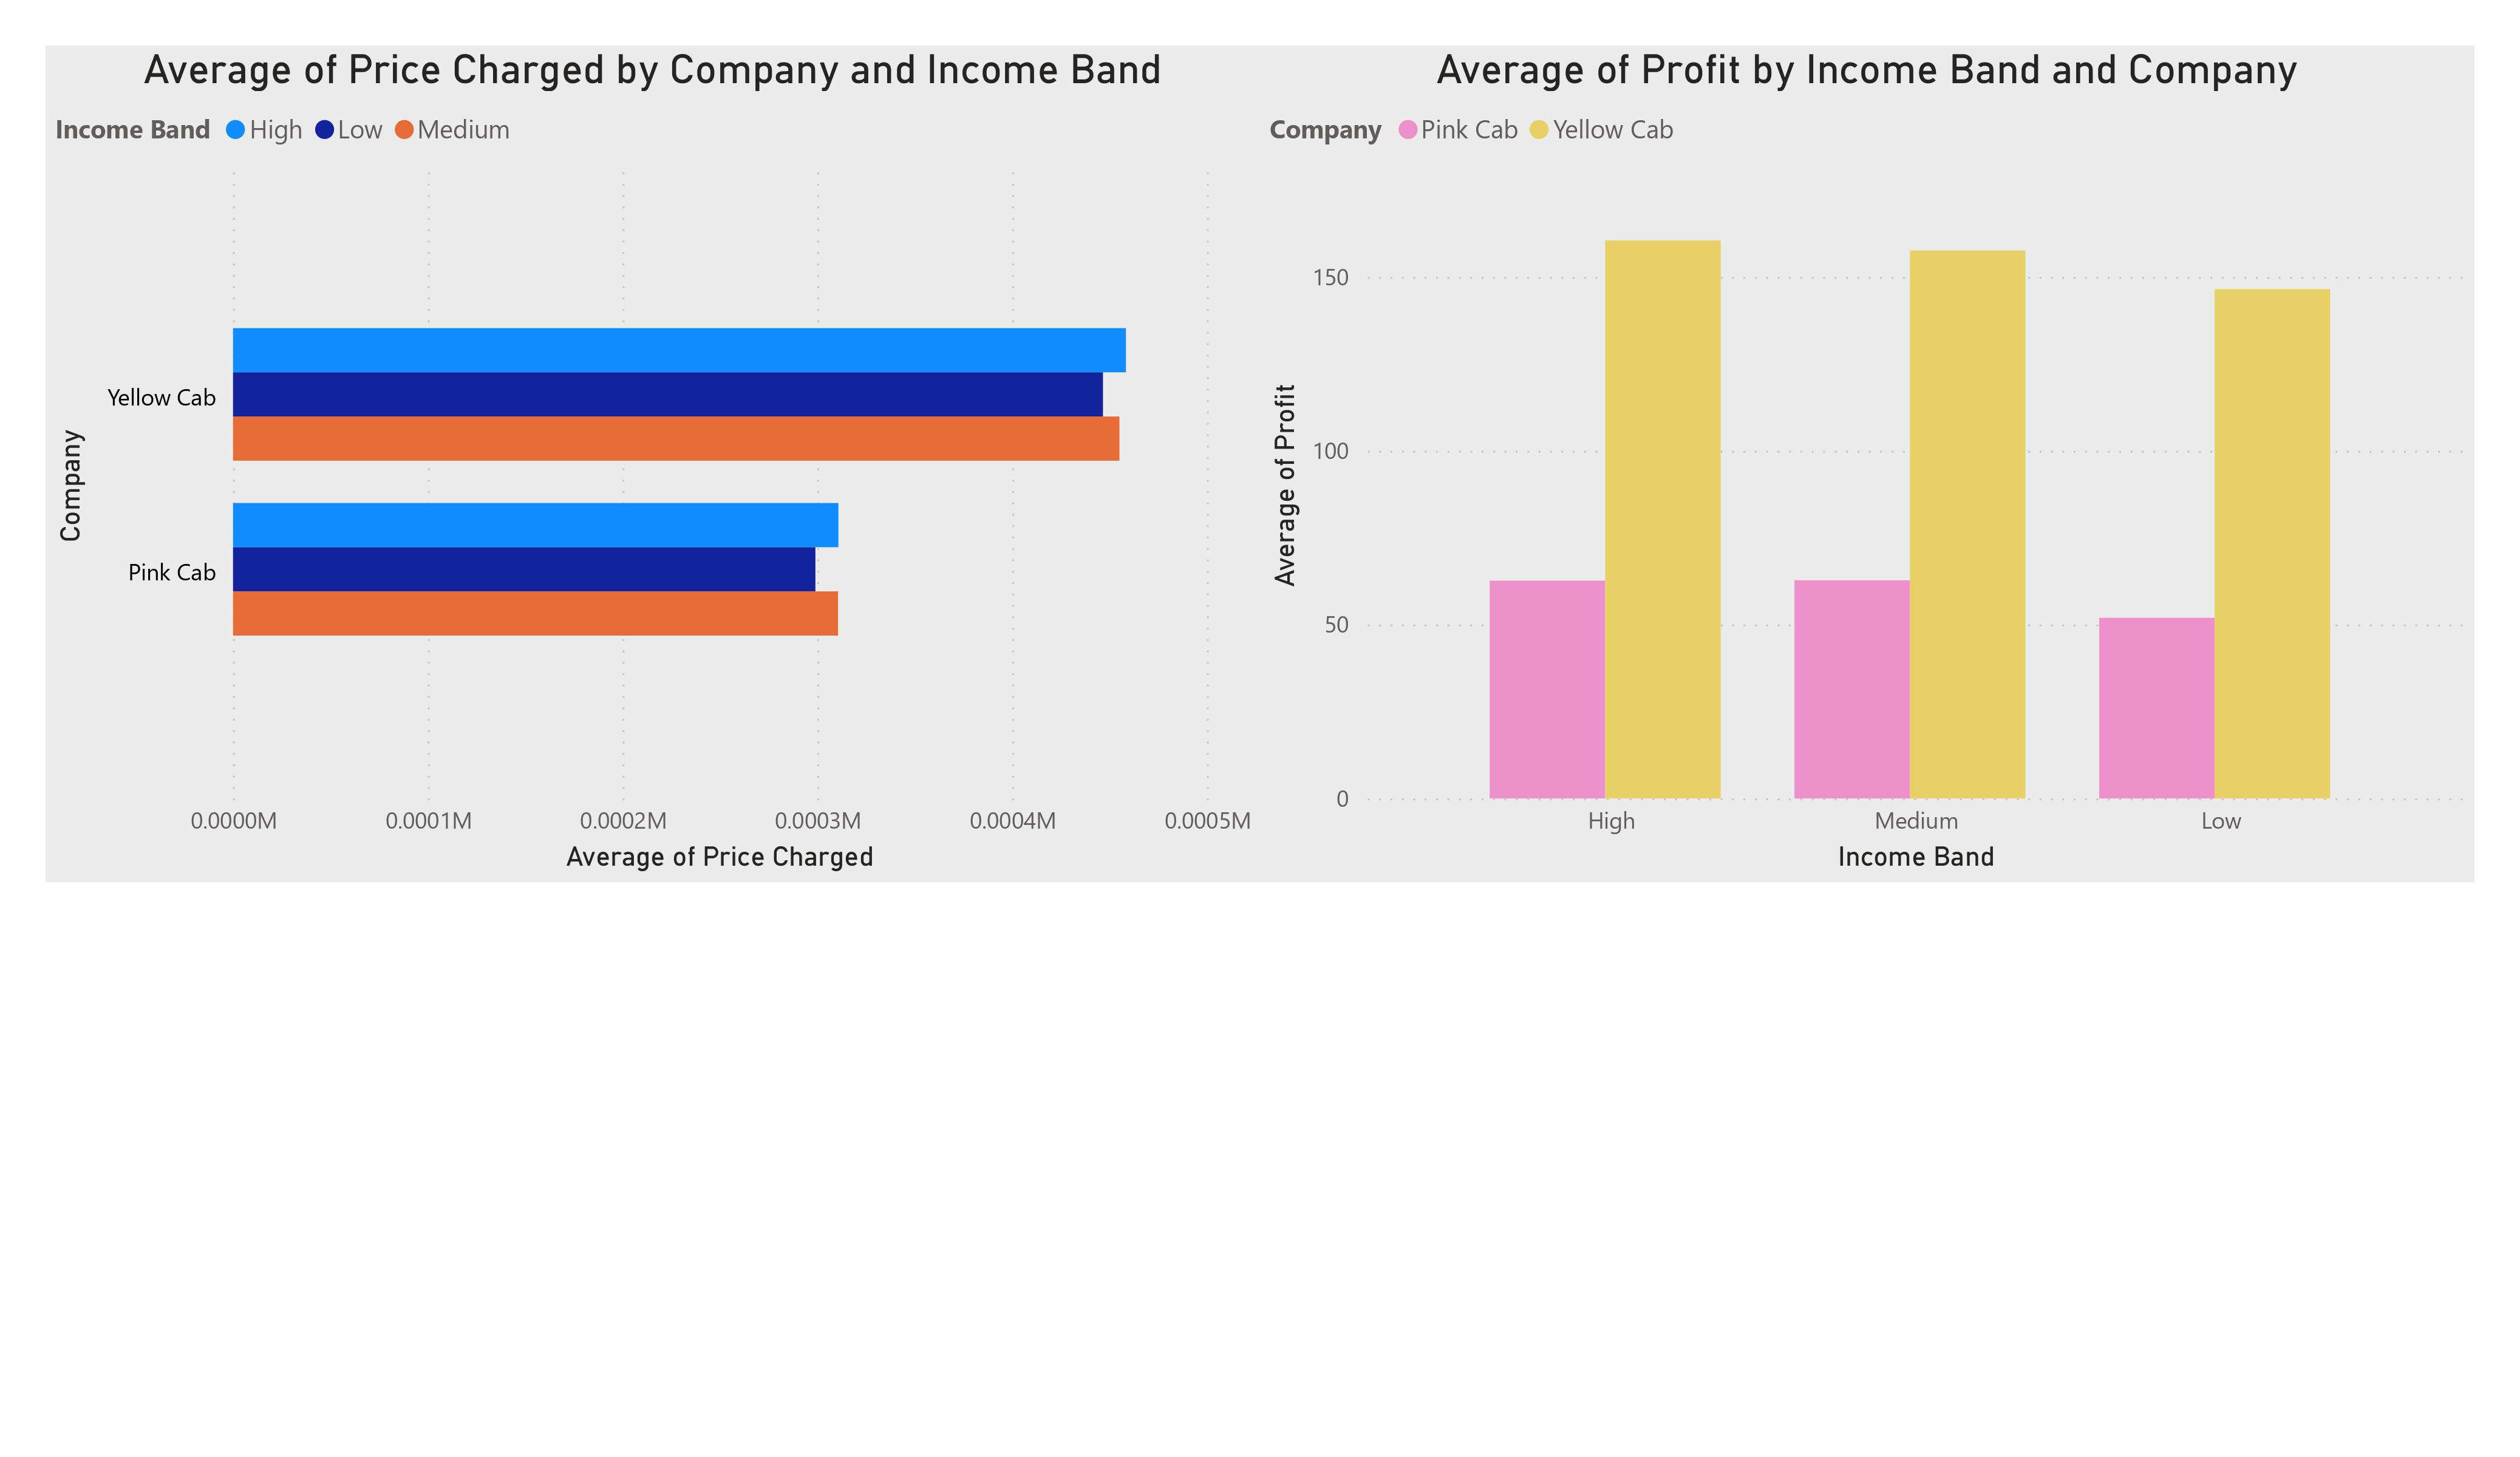 Average of Price Charged by Company and Income Band
Income Band High Low Medium
Company
Yellow Cab
Pink Cab
0.0000M 0.0001M 0.0002M 0.0003M 0.0004M 0.0005M
Average of Price Charged
Average of Profit by Income Band and Company
Company Pink Cab Yellow Cab
Average of Profit
150
100
50
0
High Medium Low
Income Band